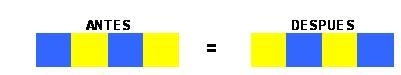 ANTES DESPUES
=